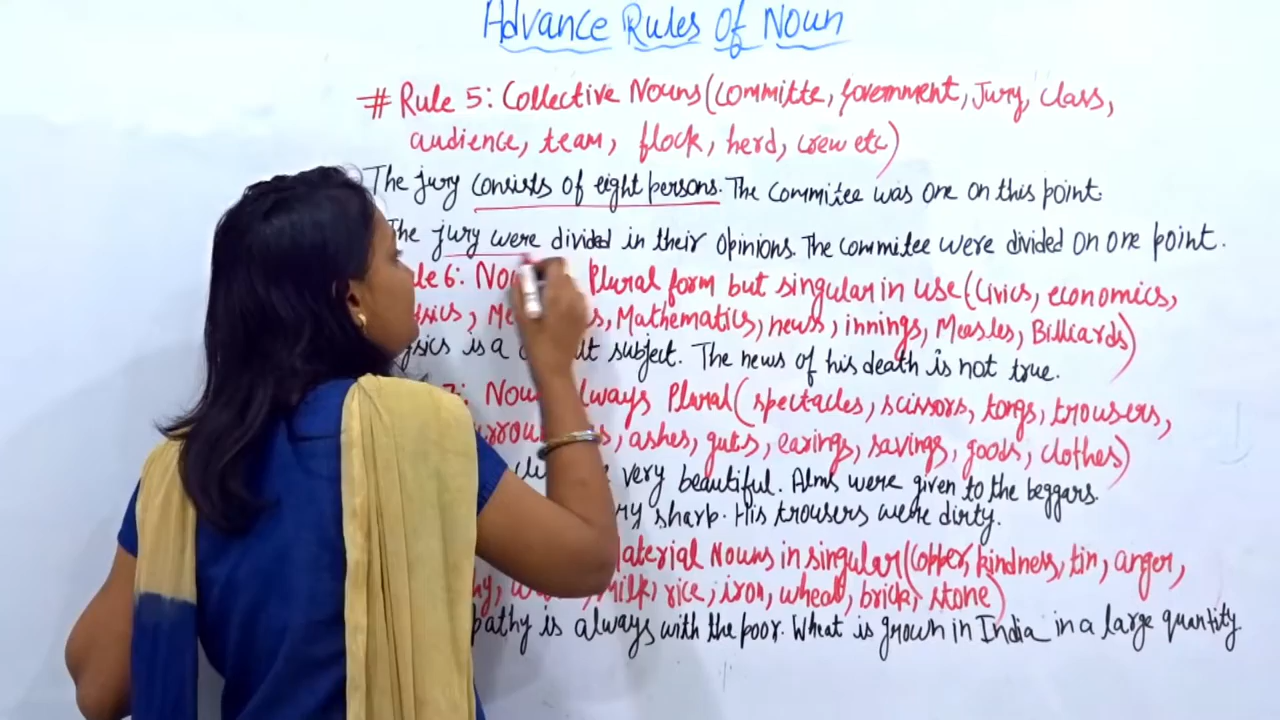 Advance Rules of Noun
# Rule 5: Collective Nouns (committe, government, Jury, class,
audience, team, flock, herd, crew etc)
The jury consists of eight persons. The commitee was one on this point.
The jury were divided in their opinions. The commitee were divided on one point.
6: Plural form but singular in use (Civics, economics,
Mathematics, news, innings, Measles, Billiards)
is a subject. The news of his death is not true.
Plural (spectacles, scissors, tongs, trousers,
ashes, guts, earings, savings, goods, clothes)
very beautiful. Alms were given to the beggars.
sharp. His trousers were dirty.
Material Nouns in singular (copper, kindness, tin, anger,
milk, rice, iron, wheat, brick, stone)
is always with the poor. Wheat is grown in India in a large quantity